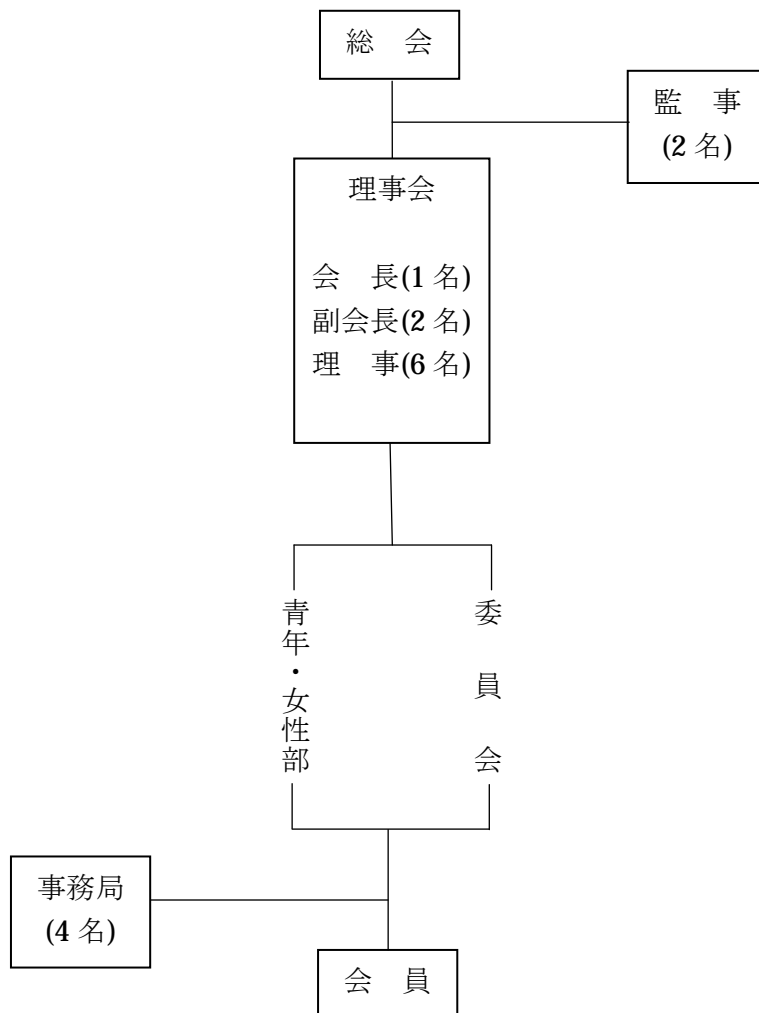 総　会
監　事
(2 名)
理事会
会　長(1 名)
副会長(2 名)
理　事(6 名)
青年・女性部
委員会
事務局
(4 名)
会　員